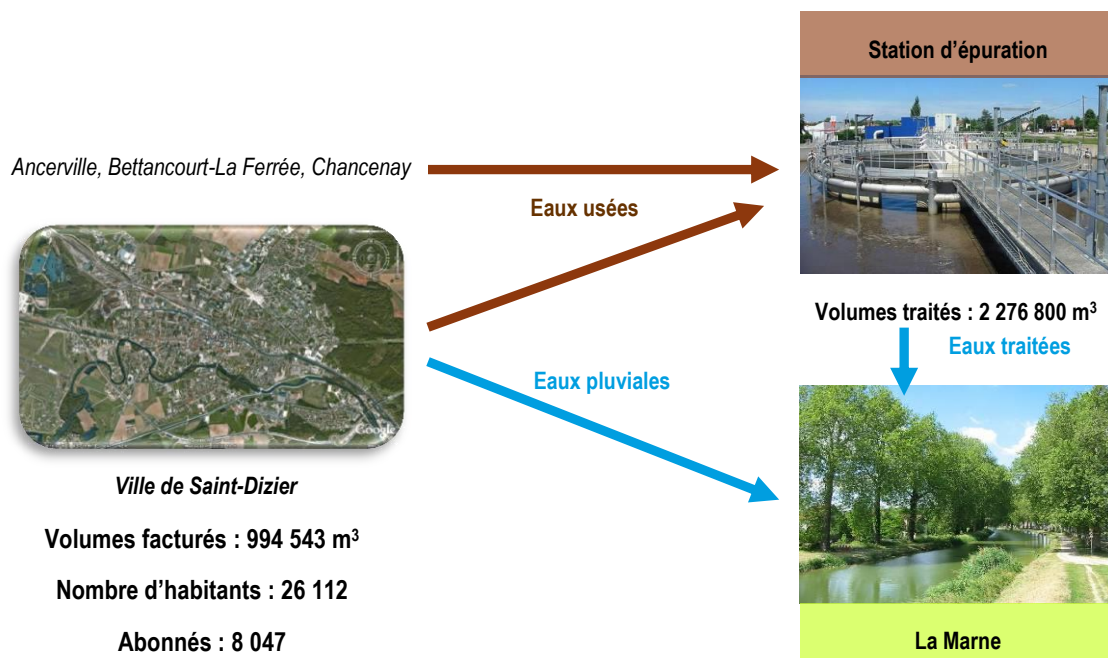 Station d'épuration
Ancerville, Bettancourt-La Ferrée, Chancenay
Eaux usées
Volumes traités : 2 276 800 m³
Eaux traitées
Eaux pluviales
Google
Ville de Saint-Dizier
Volumes facturés : 994 543 m³
Nombre d'habitants : 26 112
Abonnés : 8 047
La Marne